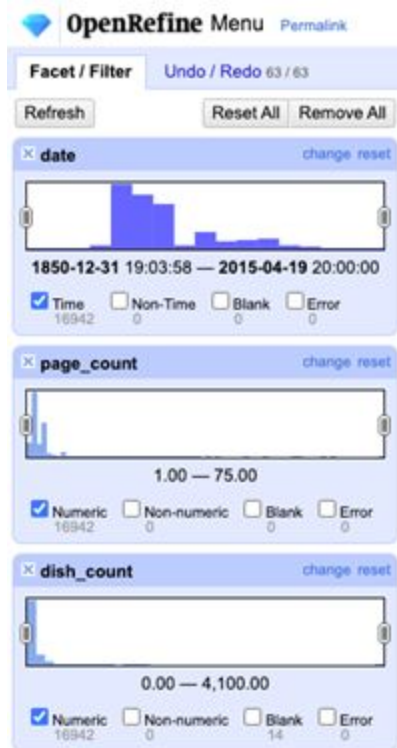 OpenRefine Menu Permalink
Facet / Filter Undo / Redo 63 / 63
Refresh Reset All Remove All
× date change reset
1850-12-31 19:03:58 — 2015-04-19 20:00:00
Time Non-Time Blank Error
16942 0 0 0
× page_count change reset
1.00 — 75.00
Numeric Non-numeric Blank Error
16942 0 0 0
× dish_count change reset
0.00 — 4,100.00
Numeric Non-numeric Blank Error
16942 0 14 0